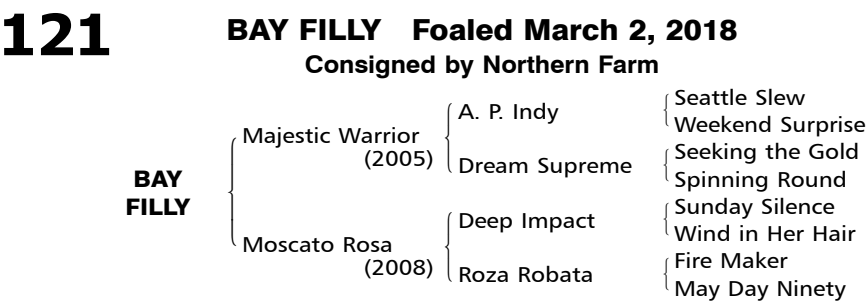 121
BAY FILLY Foaled March 2, 2018
Consigned by Northern Farm
Seattle Slew
A. P. Indy
Weekend Surprise
Majestic Warrior
(2005)
Seeking the Gold
Dream Supreme
Spinning Round
BAY
FILLY
Sunday Silence
Deep Impact
Wind in Her Hair
Moscato Rosa
(2008)
Fire Maker
Roza Robata
May Day Ninety